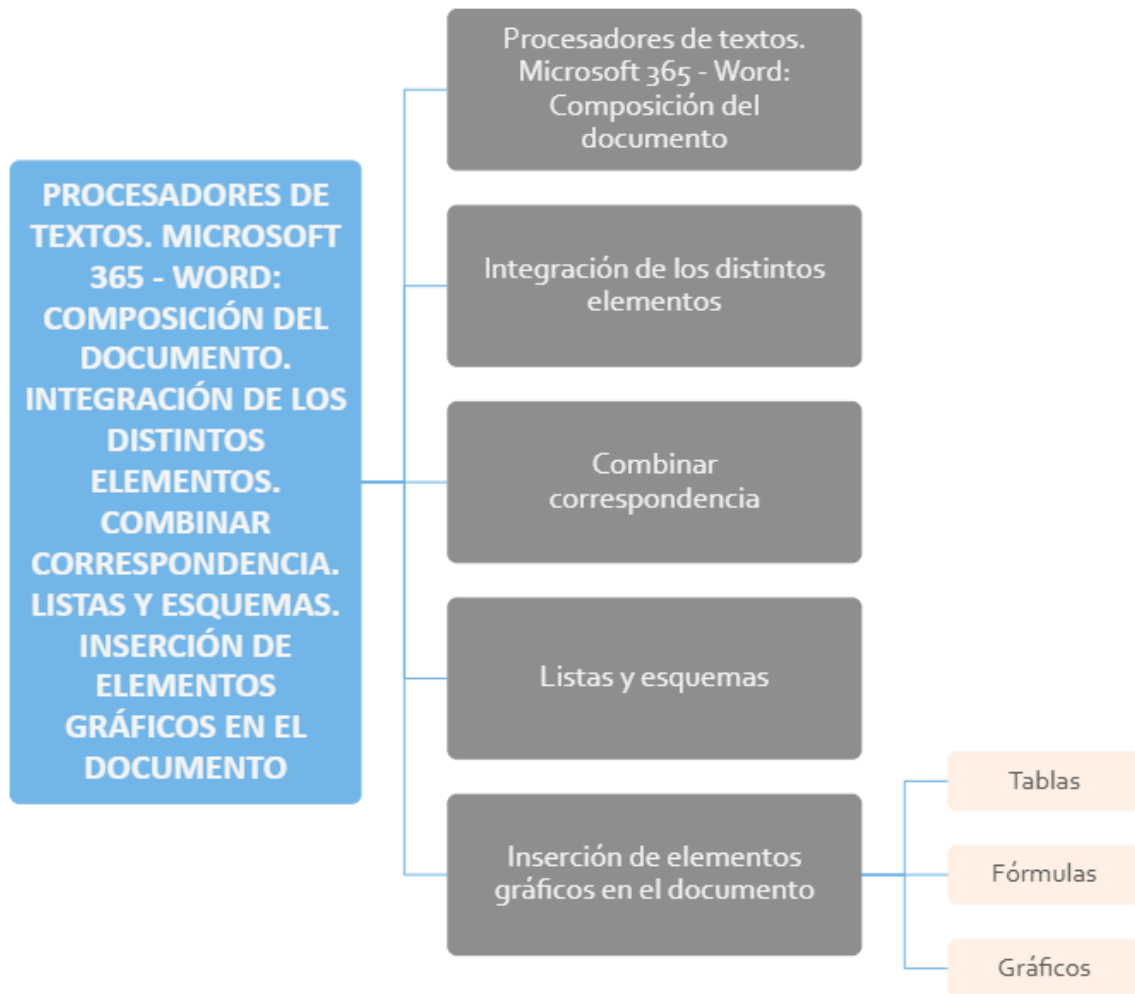 PROCESADORES DE
TEXTOS. MICROSOFT
365 - WORD:
COMPOSICIÓN DEL
DOCUMENTO.
INTEGRACIÓN DE LOS
DISTINTOS
ELEMENTOS.
COMBINAR
CORRESPONDENCIA.
LISTAS Y ESQUEMAS.
INSERCIÓN DE
ELEMENTOS
GRÁFICOS EN EL
DOCUMENTO
Procesadores de textos.
Microsoft 365 - Word:
Composición del
documento
Integración de los distintos
elementos
Combinar
correspondencia
Listas y esquemas
Inserción de elementos
gráficos en el documento
Tablas
Fórmulas
Gráficos